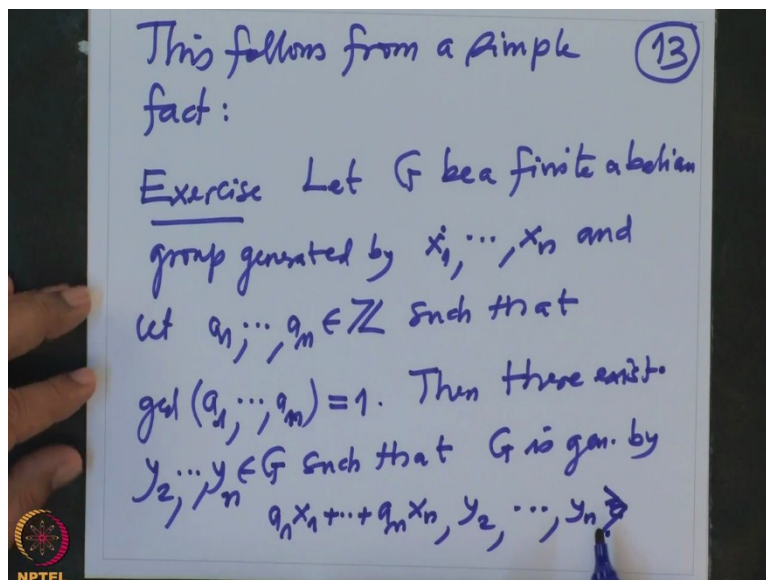 This follows from a simple
fact:
(13)
Exercise Let G be a finite abelian
group generated by x₁, ..., xₙ and
let a₁, ..., aₙ ∈ ℤ such that
gcd (a₁, ..., aₙ) = 1. Then there exist
y₂, ..., yₙ ∈ G such that G is gen. by
a₁x₁ + ... + aₙxₙ, y₂, ..., yₙ
NPTEL